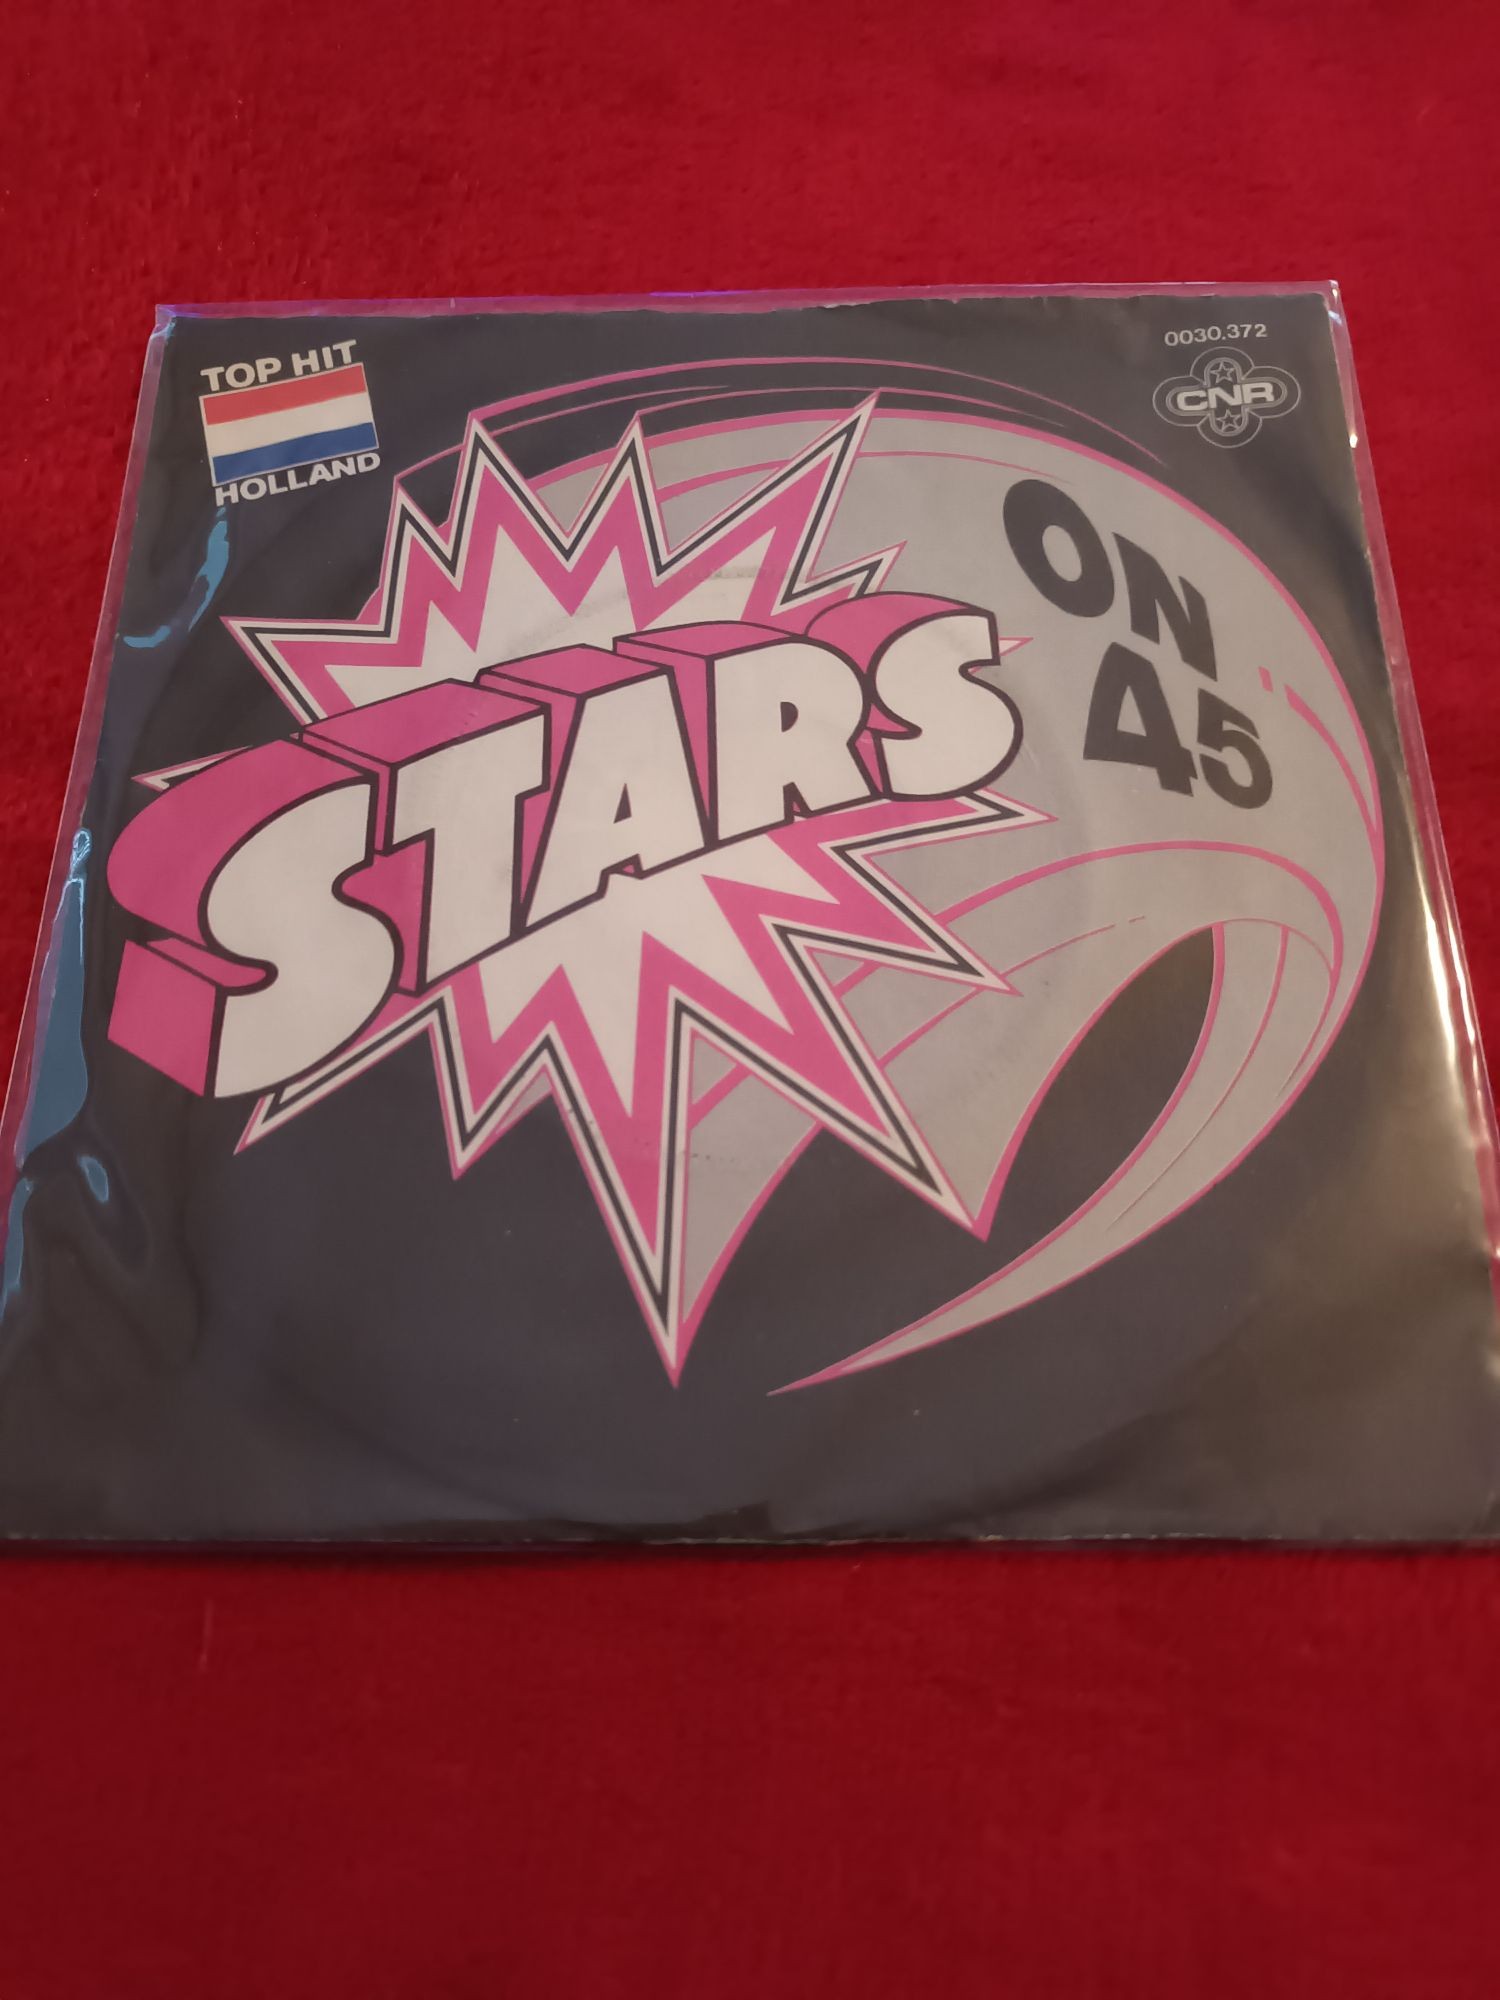 TOP HIT
HOLLAND
0030.372
CNR
STARS
ON
45